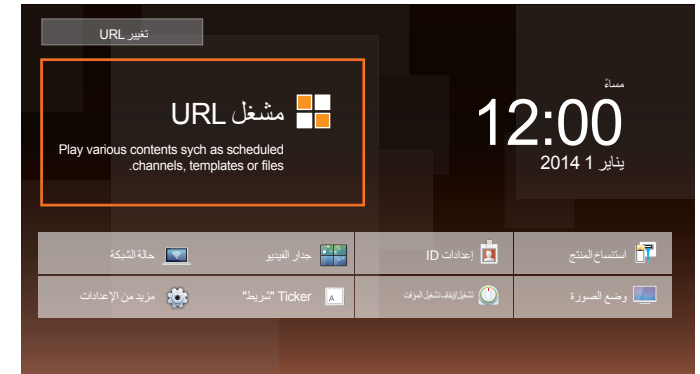 تغيير URL
مشغل URL
Play various contents sych as scheduled
.channels, templates or files
مساءً
12:00
يناير 1 2014
استنساخ المنتج
إعدادات ID
جدار الفيديو
حالة الشبكة
وضع الصورة
تشغيل/إيقاف تشغيل المؤقت
Ticker "شريط"
A
مزيد من الإعدادات